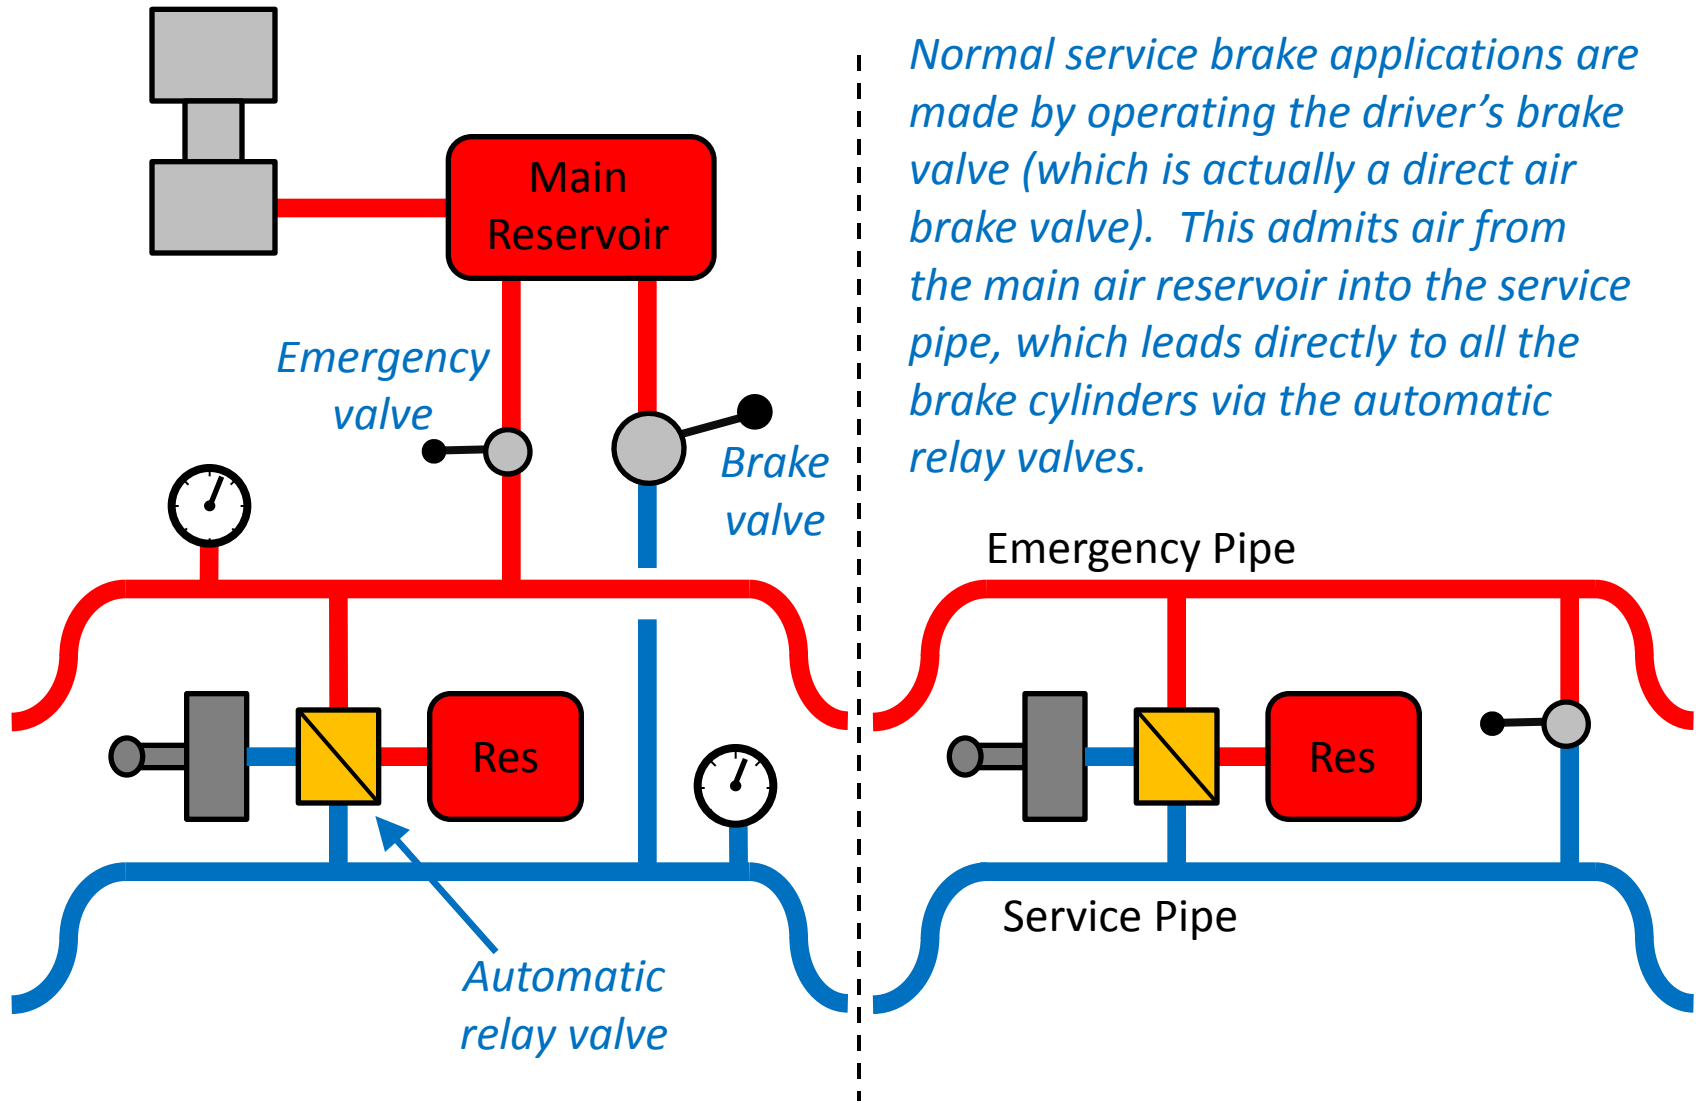 Main
Reservoir
Emergency
valve
Brake
valve
Res
Automatic
relay valve
Normal service brake applications are
made by operating the driver’s brake
valve (which is actually a direct air
brake valve).  This admits air from
the main air reservoir into the service
pipe, which leads directly to all the
brake cylinders via the automatic
relay valves.
Emergency Pipe
Res
Service Pipe